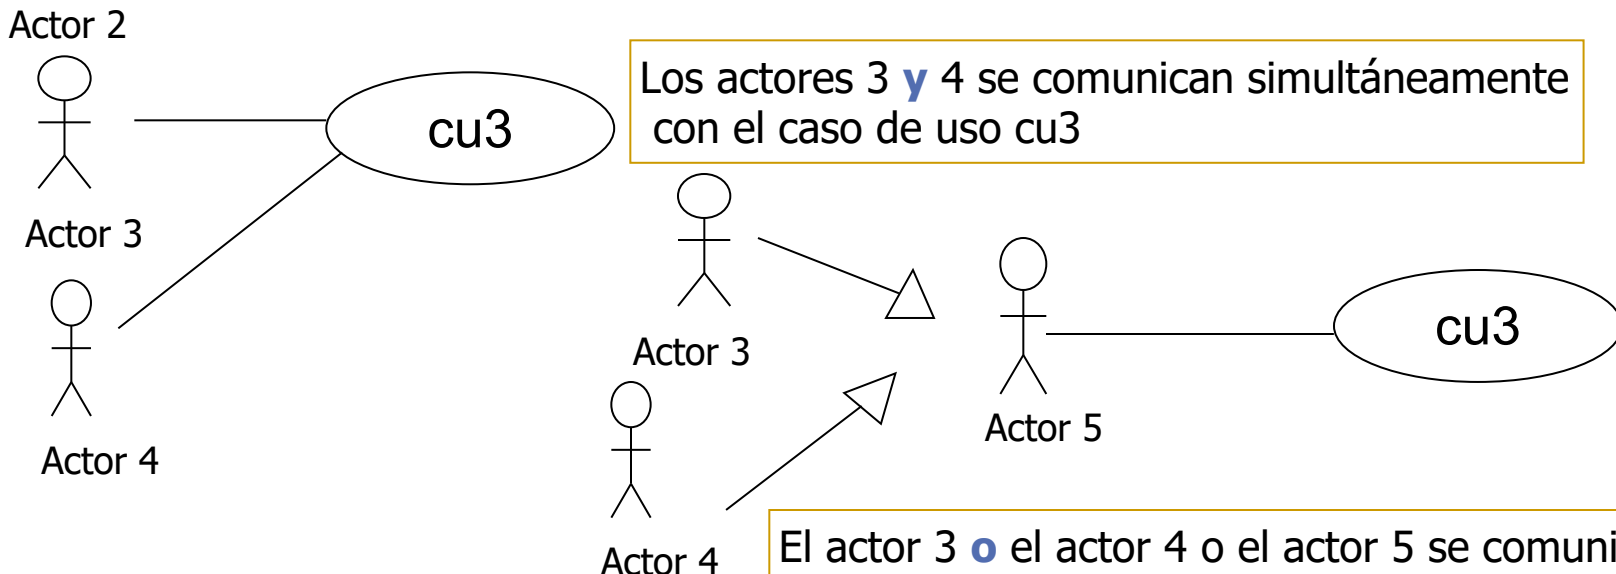 Actor 2
cu3
Los actores 3 y 4 se comunican simultáneamente
con el caso de uso cu3
Actor 3
Actor 4
Actor 3
Actor 4
Actor 5
cu3
El actor 3 o el actor 4 o el actor 5 se comuni